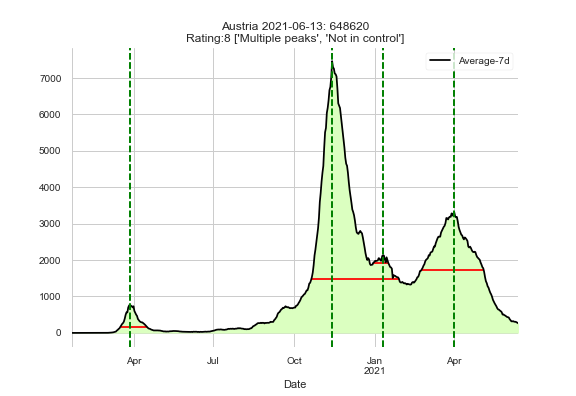 Austria 2021-06-13: 648620
Rating:8 ['Multiple peaks', 'Not in control']
Average-7d
7000
6000
5000
4000
3000
2000
1000
0
Apr
Jul
Oct
Jan
2021
Apr
Date